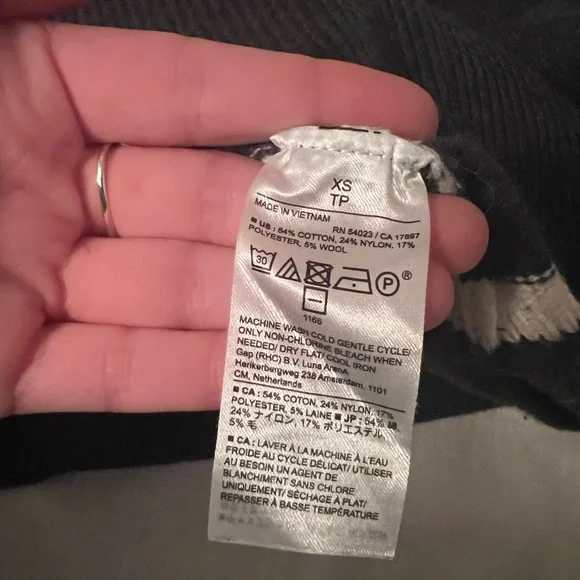 XS
TP
MADE IN VIETNAM RN 54023 / CA 17897
■ US : 54% COTTON, 24% NYLON, 17%
POLYESTER, 5% WOOL
30 P ®
1166
MACHINE WASH COLD GENTLE CYCLE/
ONLY NON-CHLORINE BLEACH WHEN
NEEDED/ DRY FLAT/ COOL IRON
Gap (RHC) B.V. Luna Arena
Herikerbergweg 238 Amsterdam, 1101
CM, Netherlands
■ CA : 54% COTON, 24% NYLON, 17%
POLYESTER, 5% LAINE ■ JP : 54% 綿,
24% ナイロン, 17% ポリエステル,
5% 毛
■ CA : LAVER À LA MACHINE À L'EAU
FROIDE AU CYCLE DÉLICAT/ UTILISER
AU BESOIN UN AGENT DE
BLANCHIMENT SANS CHLORE
UNIQUEMENT/ SÉCHAGE À PLAT/
REPASSER À BASSE TEMPÉRATURE